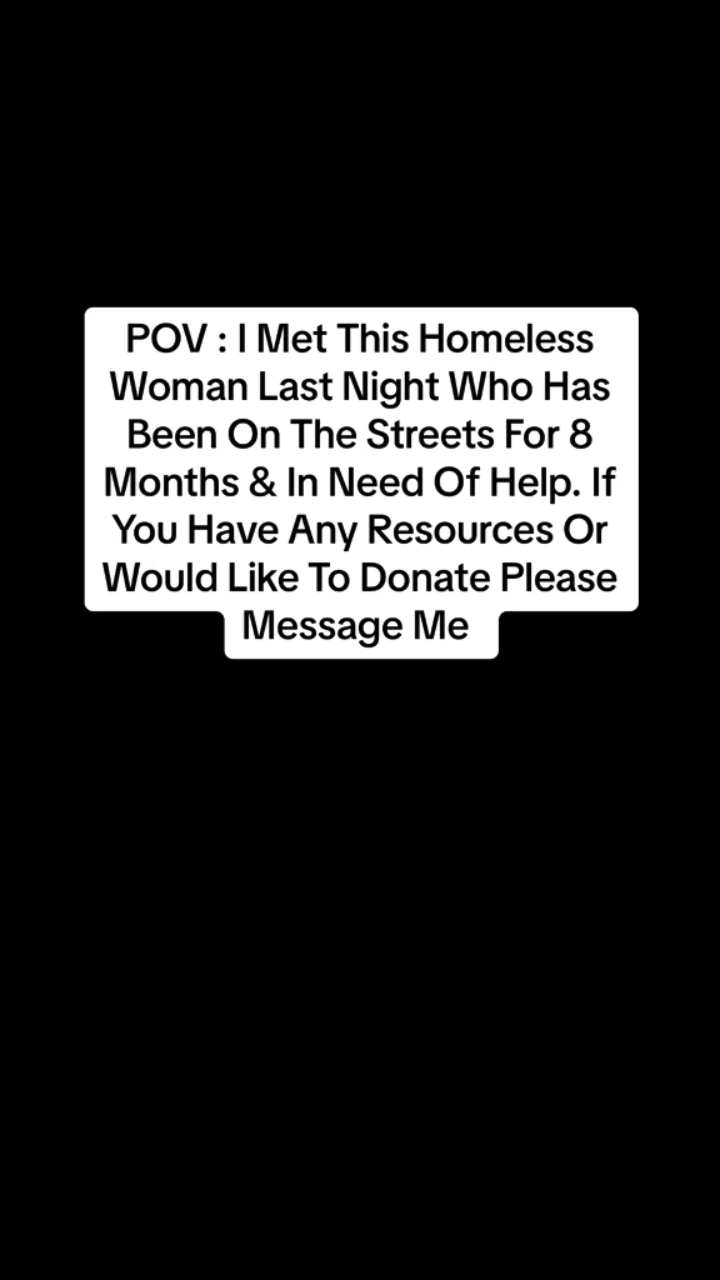 POV : I Met This Homeless
Woman Last Night Who Has
Been On The Streets For 8
Months & In Need Of Help. If
You Have Any Resources Or
Would Like To Donate Please
Message Me